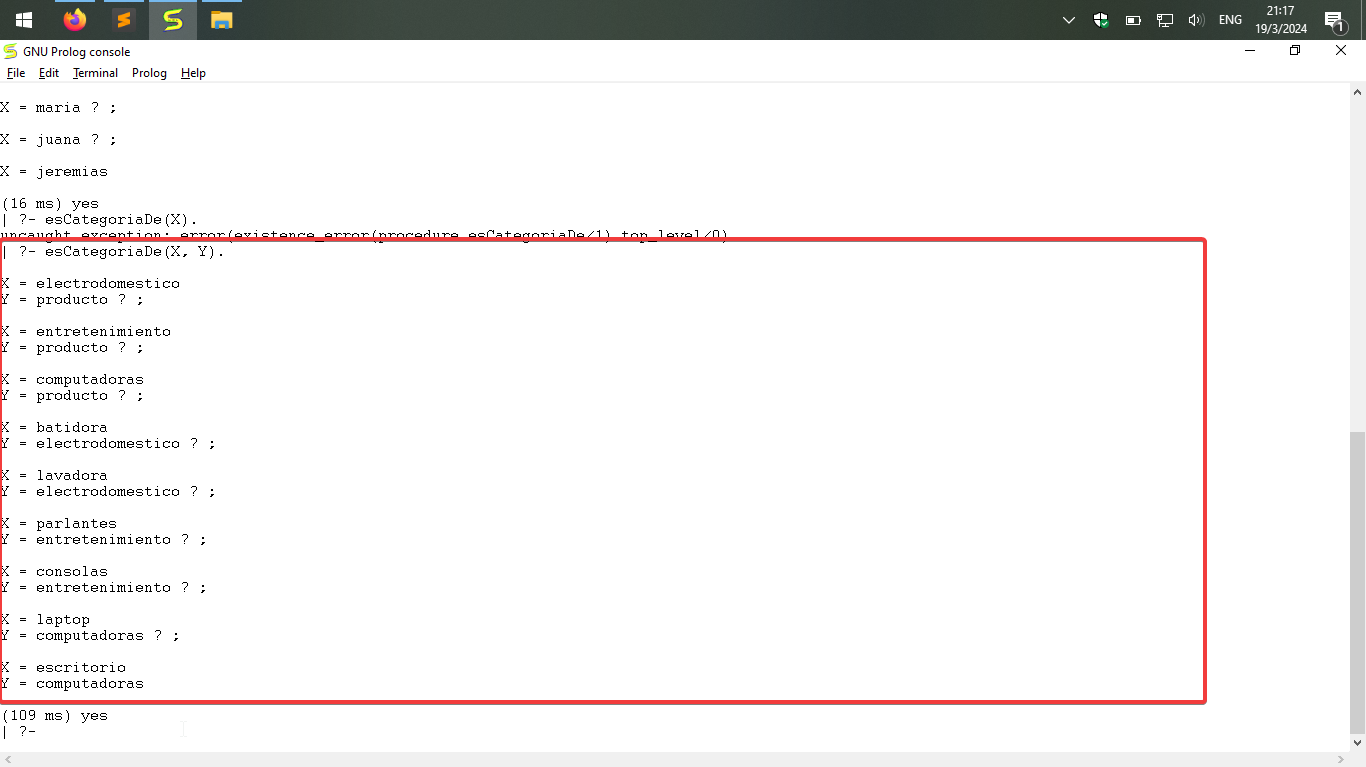 ENG
21:17
19/3/2024
1
GNU Prolog console
File Edit Terminal Prolog Help
X = maria ? ;
X = juana ? ;
X = jeremias
(16 ms) yes
| ?- esCategoriaDe(X).
uncaught exception: error(existence_error(procedure,esCategoriaDe/1),top_level/0)
| ?- esCategoriaDe(X, Y).
X = electrodomestico
Y = producto ? ;
X = entretenimiento
Y = producto ? ;
X = computadoras
Y = producto ? ;
X = batidora
Y = electrodomestico ? ;
X = lavadora
Y = electrodomestico ? ;
X = parlantes
Y = entretenimiento ? ;
X = consolas
Y = entretenimiento ? ;
X = laptop
Y = computadoras ? ;
X = escritorio
Y = computadoras
(109 ms) yes
| ?-